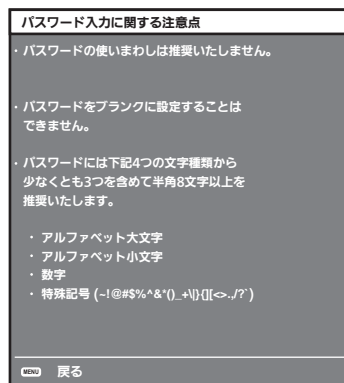 パスワード入力に関する注意点
・パスワードの使いまわしは推奨いたしません。
・パスワードをブランクに設定することは
できません。
・パスワードには下記4つの文字種類から
少なくとも3つを含めて半角8文字以上を
推奨いたします。
・ アルファベット大文字
・ アルファベット小文字
・ 数字
・ 特殊記号 (~!@#$%^&*()_+\|}{][<>.,/?`)
MENU 戻る